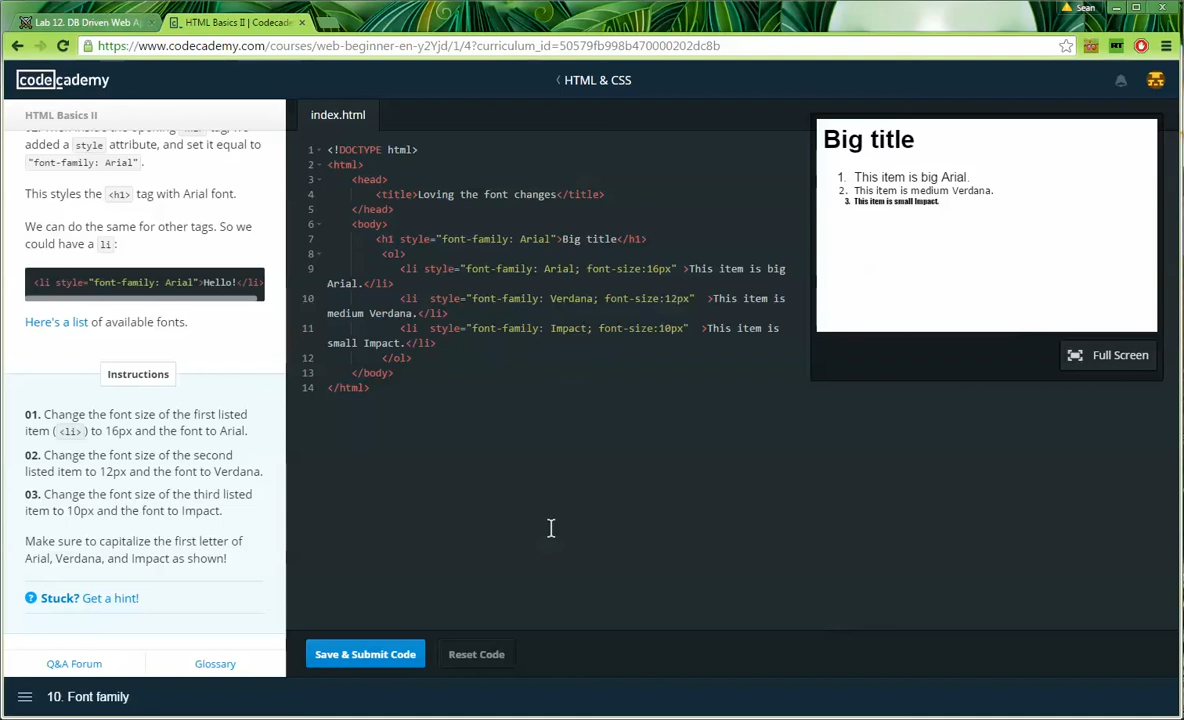 Lab 12. DB Driven Web A
HTML Basics II | Codecade
Sean
https://www.codecademy.com/courses/web-beginner-en-y2Yjd/1/4?curriculum_id=50579fb998b4700002​02dc8b
RT
codecademy
HTML & CSS
HTML Basics II
added a style attribute, and set it equal to
"font-family: Arial".
This styles the <h1> tag with Arial font.
We can do the same for other tags. So we
could have a li:
<li style="font-family: Arial">Hello!</li>
Here's a list of available fonts.
Instructions
01. Change the font size of the first listed
item (<li>) to 16px and the font to Arial.
02. Change the font size of the second
listed item to 12px and the font to Verdana.
03. Change the font size of the third listed
item to 10px and the font to Impact.
Make sure to capitalize the first letter of
Arial, Verdana, and Impact as shown!
Stuck? Get a hint!
Q&A Forum
Glossary
index.html
1 <!DOCTYPE html>
2 <html>
3 <head>
4 <title>Loving the font changes</title>
5 </head>
6 <body>
7 <h1 style="font-family: Arial">Big title</h1>
8 <ol>
9 <li style="font-family: Arial; font-size:16px" >This item is big
Arial.</li>
10 <li  style="font-family: Verdana; font-size:12px"  >This item is
medium Verdana.</li>
11 <li  style="font-family: Impact; font-size:10px"  >This item is
small Impact.</li>
12 </ol>
13 </body>
14 </html>
Big title
1. This item is big Arial.
2. This item is medium Verdana.
3. This item is small Impact.
Full Screen
Save & Submit Code
Reset Code
10. Font family